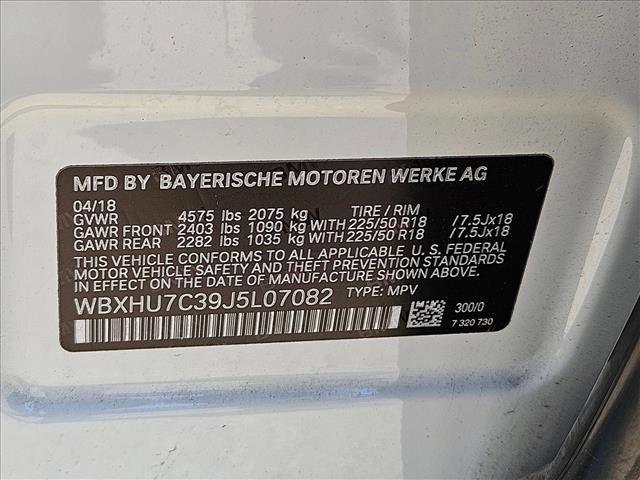 MFD BY BAYERISCHE MOTOREN WERKE AG
04/18
GVWR 4575 lbs 2075 kg TIRE / RIM
GAWR FRONT 2403 lbs 1090 kg WITH 225/50 R18 /7.5Jx18
GAWR REAR 2282 lbs 1035 kg WITH 225/50 R18 /7.5Jx18
THIS VEHICLE CONFORMS TO ALL APPLICABLE U.S. FEDERAL
MOTOR VEHICLE SAFETY, BUMPER, AND THEFT PREVENTION
STANDARDS IN EFFECT ON THE DATE OF MANUFACTURE SHOWN ABOVE.
WBXHU7C39J5L07082 TYPE: MPV
300/0
7 320 730